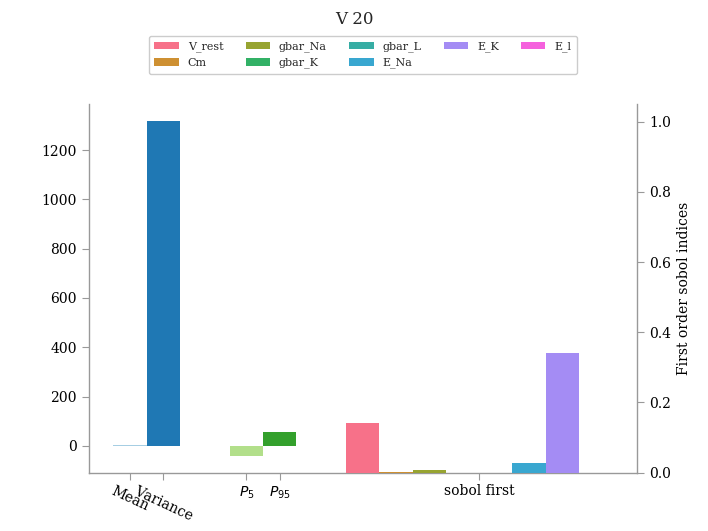 V 20
V_rest gbar_Na gbar_L E_K E_l
Cm gbar_K E_Na
1200
1000
800
600
400
200
0
1.0
0.8
0.6
0.4
0.2
0.0
First order sobol indices
Mean Variance P5 P95 sobol first